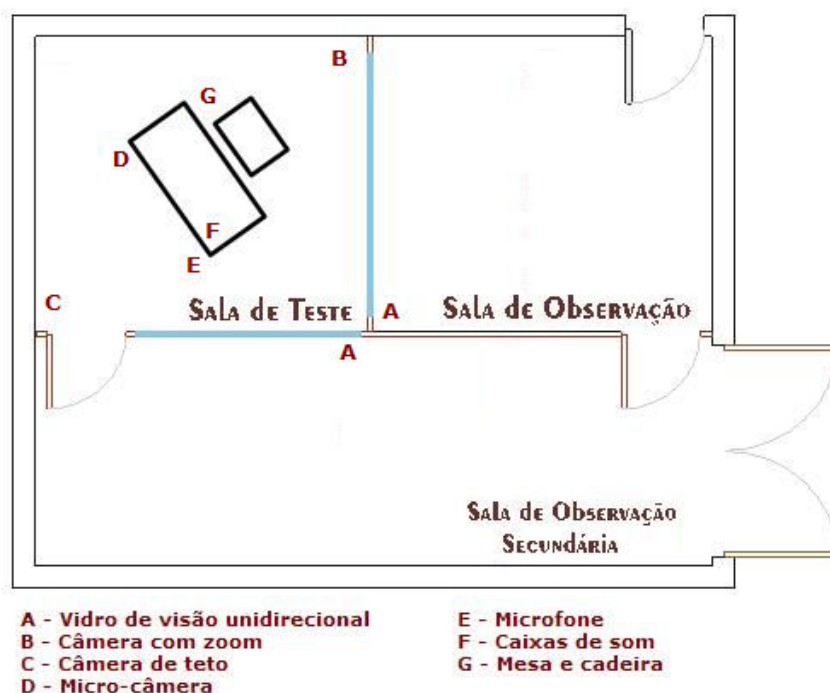 B
G
D
F
E
C
Sala de Teste
A
Sala de Observação
A
Sala de Observação
Secundária
A - Vidro de visão unidirecional
B - Câmera com zoom
C - Câmera de teto
D - Micro-câmera
E - Microfone
F - Caixas de som
G - Mesa e cadeira